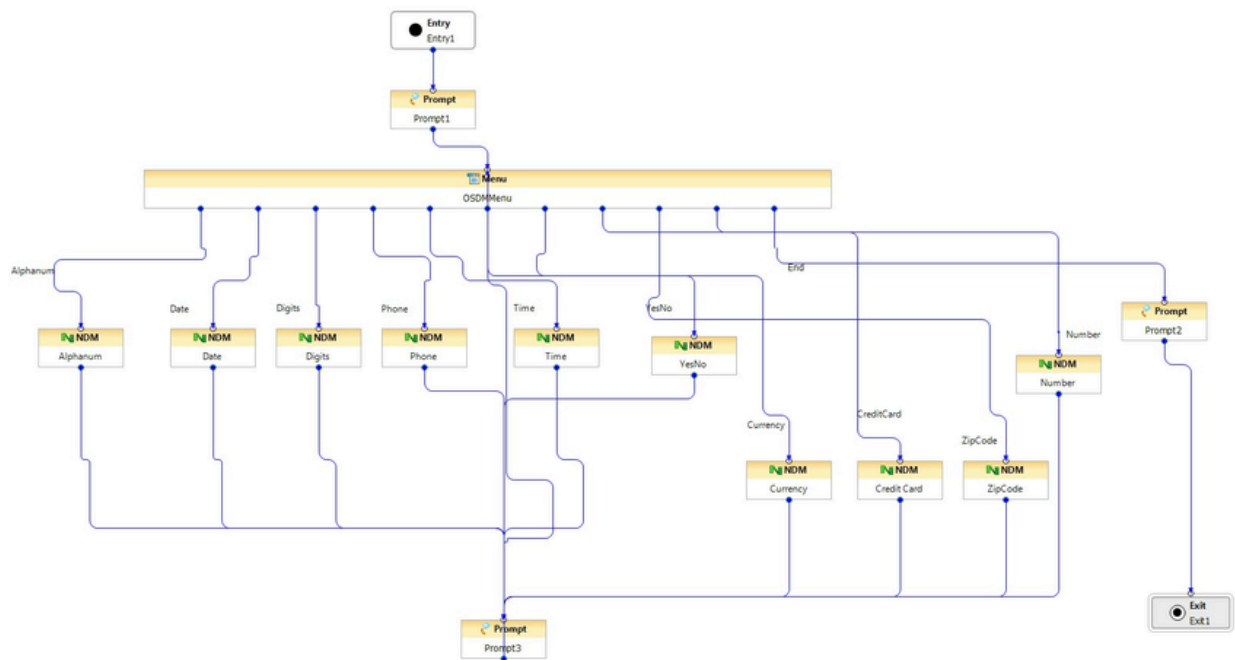 Entry
Entry1
Prompt
Prompt1
Menu
OSDMMenu
Alphanum
End
Date
Digits
Phone
Time
YesNo
Prompt
Prompt2
Number
NDM
Alphanum
NDM
Date
NDM
Digits
NDM
Phone
NDM
Time
NDM
YesNo
NDM
Number
Currency
CreditCard
ZipCode
NDM
Currency
NDM
Credit Card
NDM
ZipCode
Exit
Exit1
Prompt
Prompt3